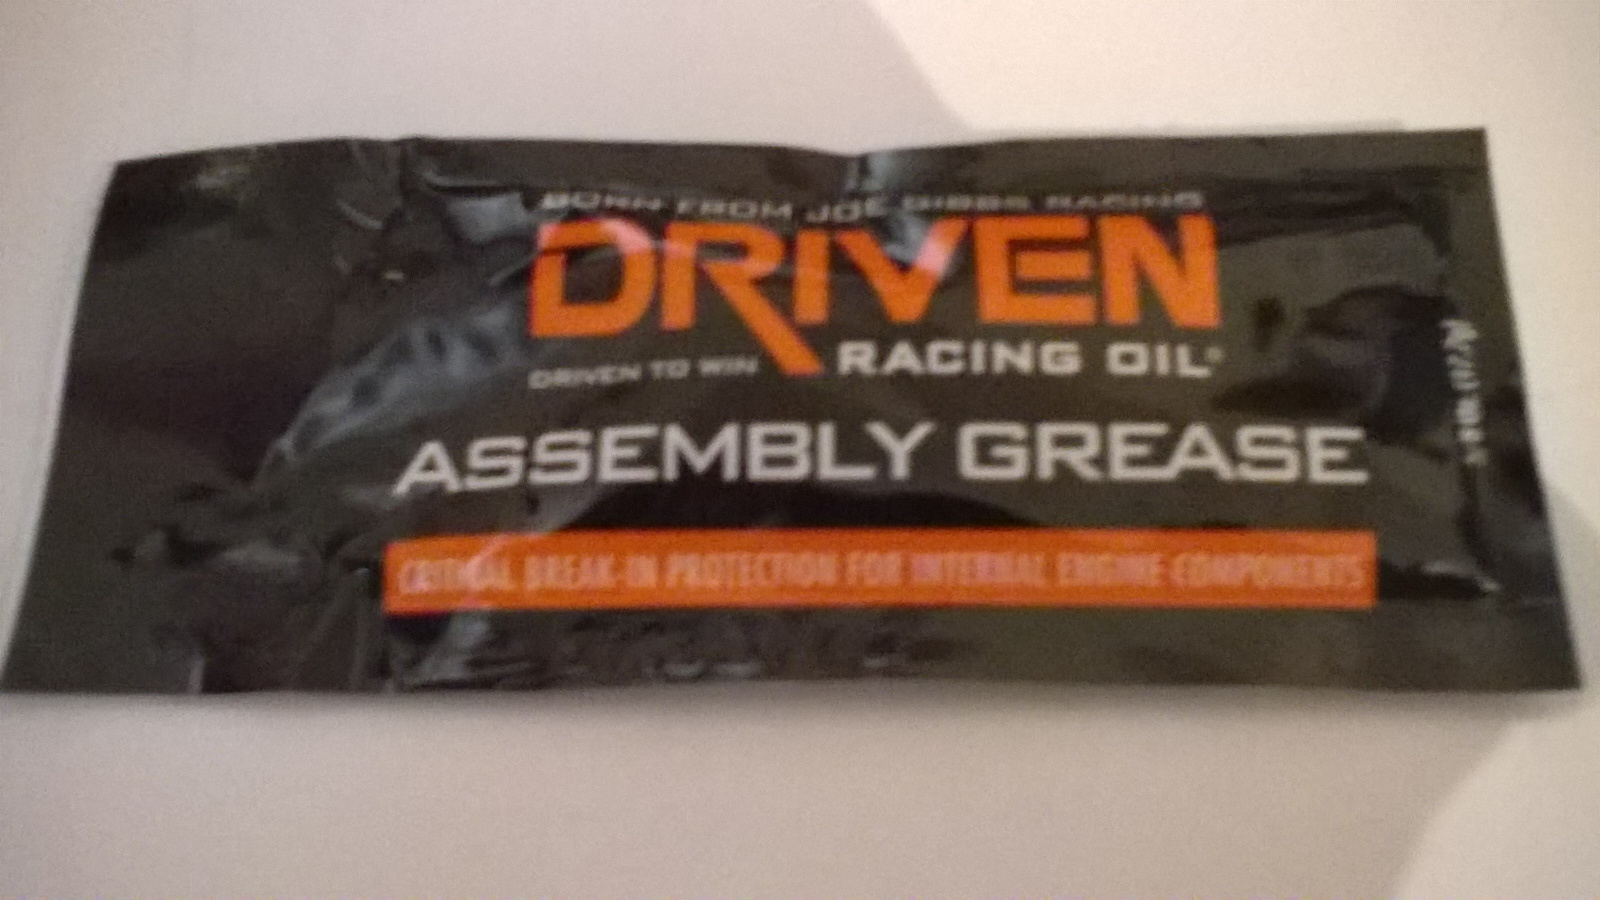 BORN FROM JOE GIBBS RACING
DRIVEN
DRIVEN TO WIN
RACING OIL®
ASSEMBLY GREASE
CRITICAL BREAK-IN PROTECTION FOR INTERNAL ENGINE COMPONENTS